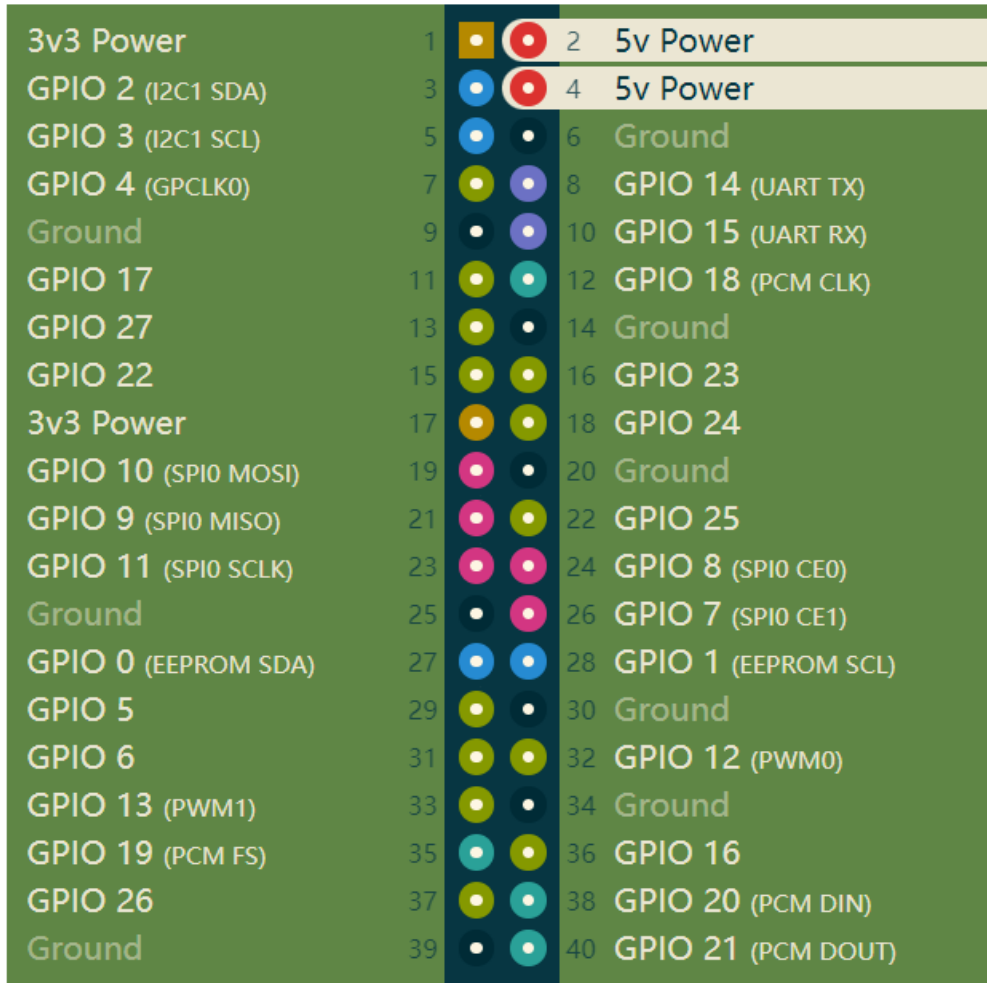 3v3 Power 1 2 5v Power
GPIO 2 (I2C1 SDA) 3 4 5v Power
GPIO 3 (I2C1 SCL) 5 6 Ground
GPIO 4 (GPCLK0) 7 8 GPIO 14 (UART TX)
Ground 9 10 GPIO 15 (UART RX)
GPIO 17 11 12 GPIO 18 (PCM CLK)
GPIO 27 13 14 Ground
GPIO 22 15 16 GPIO 23
3v3 Power 17 18 GPIO 24
GPIO 10 (SPI0 MOSI) 19 20 Ground
GPIO 9 (SPI0 MISO) 21 22 GPIO 25
GPIO 11 (SPI0 SCLK) 23 24 GPIO 8 (SPI0 CE0)
Ground 25 26 GPIO 7 (SPI0 CE1)
GPIO 0 (EEPROM SDA) 27 28 GPIO 1 (EEPROM SCL)
GPIO 5 29 30 Ground
GPIO 6 31 32 GPIO 12 (PWM0)
GPIO 13 (PWM1) 33 34 Ground
GPIO 19 (PCM FS) 35 36 GPIO 16
GPIO 26 37 38 GPIO 20 (PCM DIN)
Ground 39 40 GPIO 21 (PCM DOUT)